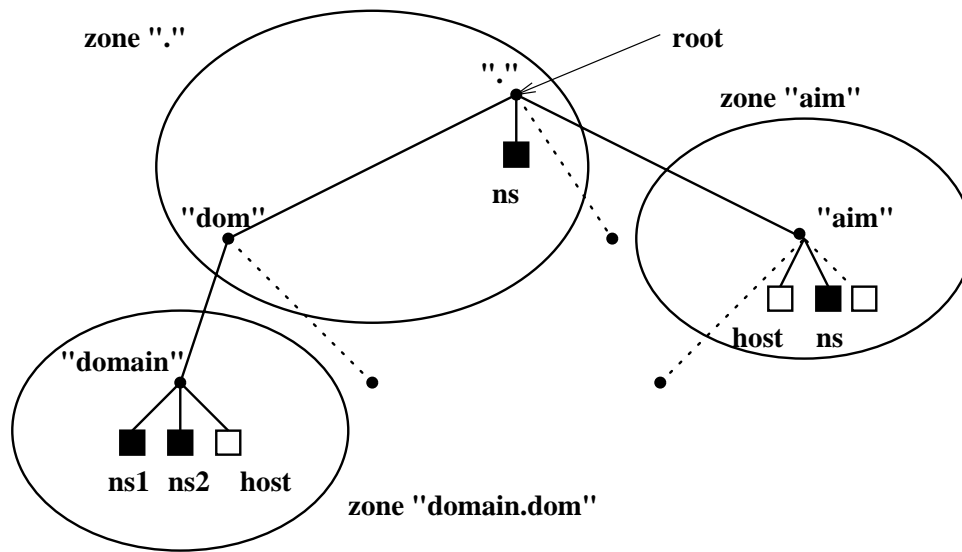 zone "."
root
"."
zone "aim"
ns
"dom"
"aim"
host
ns
"domain"
ns1
ns2
host
zone "domain.dom"